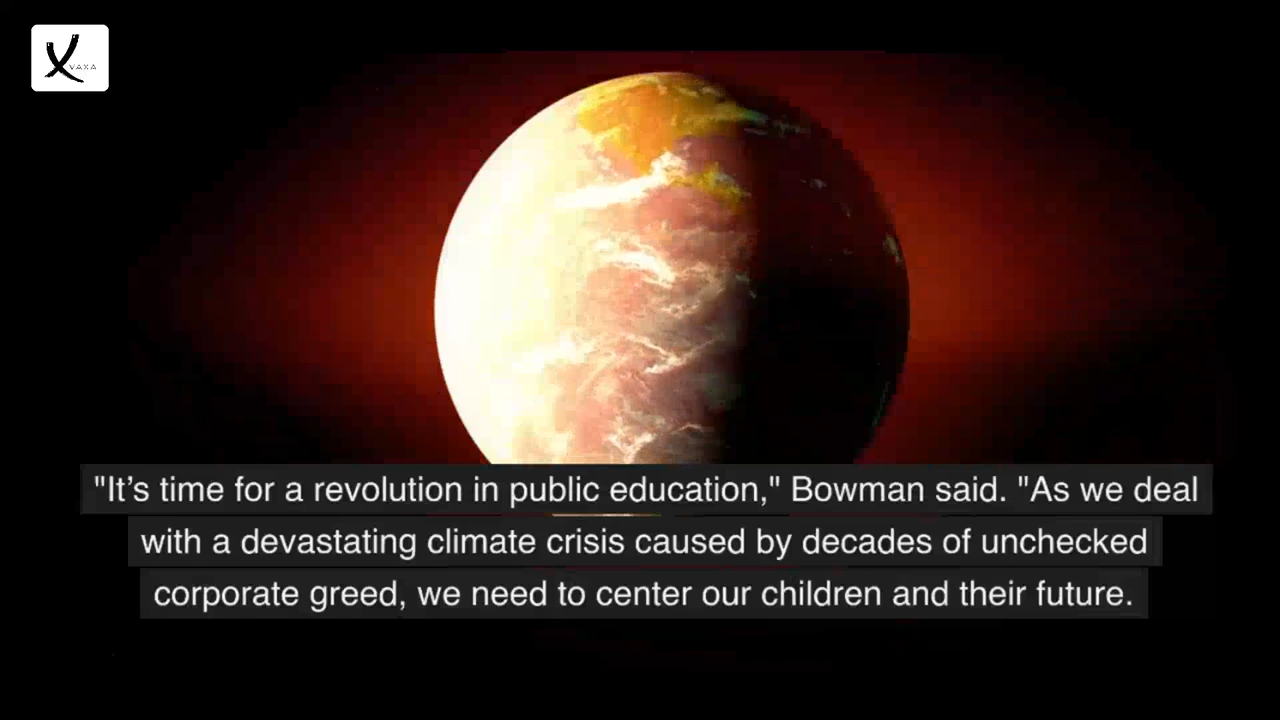 VAXA
"It’s time for a revolution in public education," Bowman said. "As we deal
with a devastating climate crisis caused by decades of unchecked
corporate greed, we need to center our children and their future.